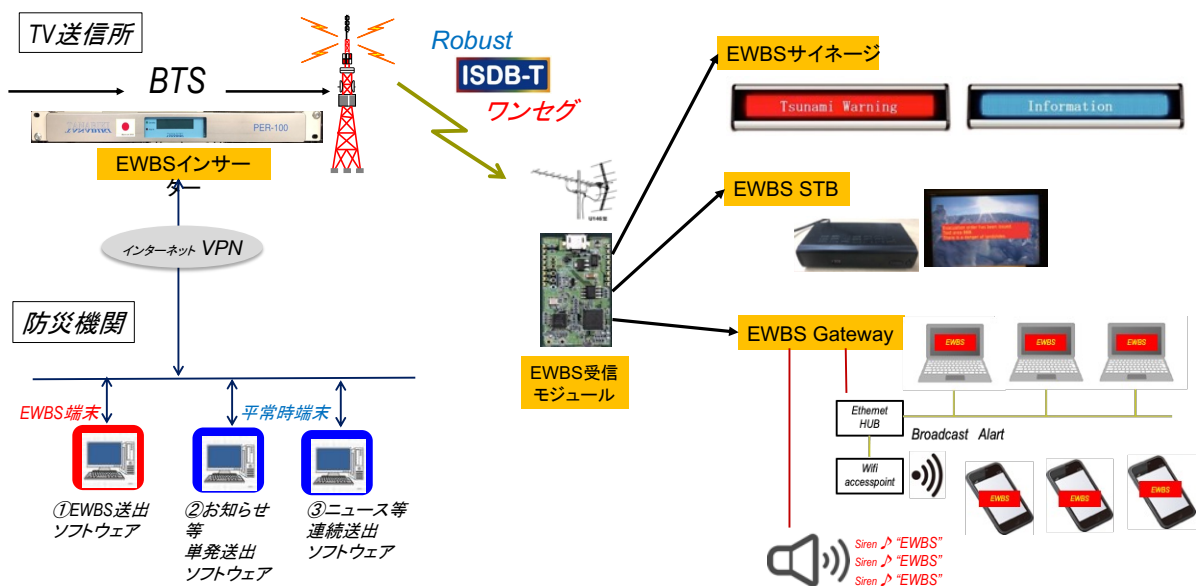 TV送信所
BTS
PER-100
EWBSインサー
ター
インターネット VPN
防災機関
EWBS端末
平常時端末
①EWBS送出
ソフトウェア
②お知らせ
等
単発送出
ソフトウェア
③ニュース等
連続送出
ソフトウェア
Robust
ISDB-T
ワンセグ
EWBS受信
モジュール
EWBSサイネージ
Tsunami Warning
Information
EWBS STB
EWBS Gateway
EWBS
EWBS
EWBS
Ethernet
HUB
Broadcast Alart
Wifi
accesspoint
EWBS
EWBS
EWBS
Siren ♪ “EWBS”
Siren ♪ “EWBS”
Siren ♪ “EWBS”